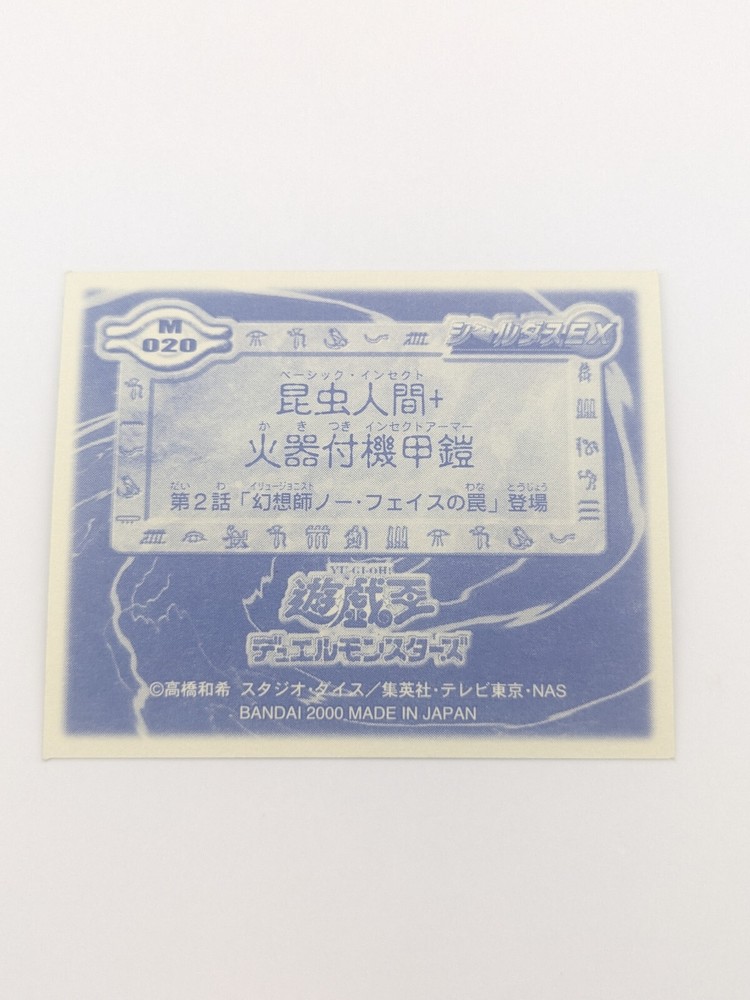 M
020
シールダスEX
ベーシック・インセクト
昆虫人間+
かきつき インセクトアーマー
火器付機甲鎧
だい わ イリュージョニスト わな とうじょう
第2話「幻想師ノー・フェイスの罠」登場
YU-GI-OH!
遊戯王
デュエルモンスターズ
©高橋和希 スタジオ・ダイス/集英社・テレビ東京・NAS
BANDAI 2000 MADE IN JAPAN